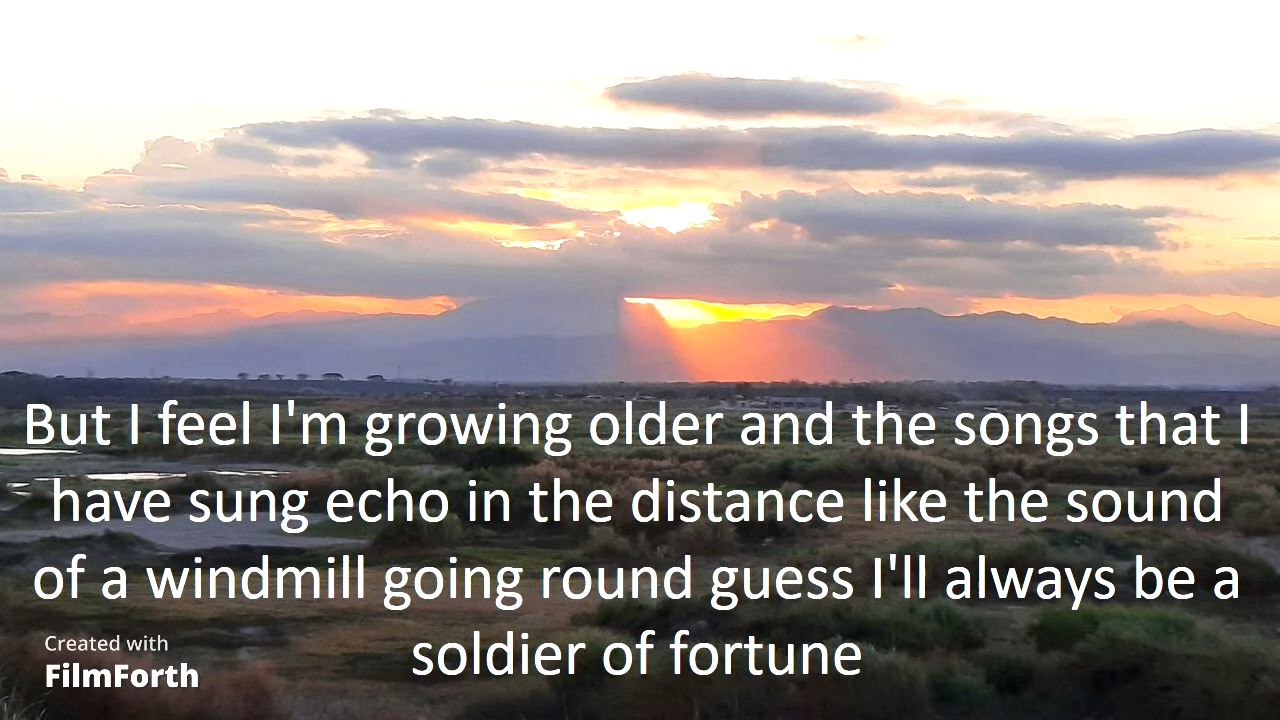 But I feel I'm growing older and the songs that I
have sung echo in the distance like the sound
of a windmill going round guess I'll always be a
soldier of fortune
Created with
FilmForth